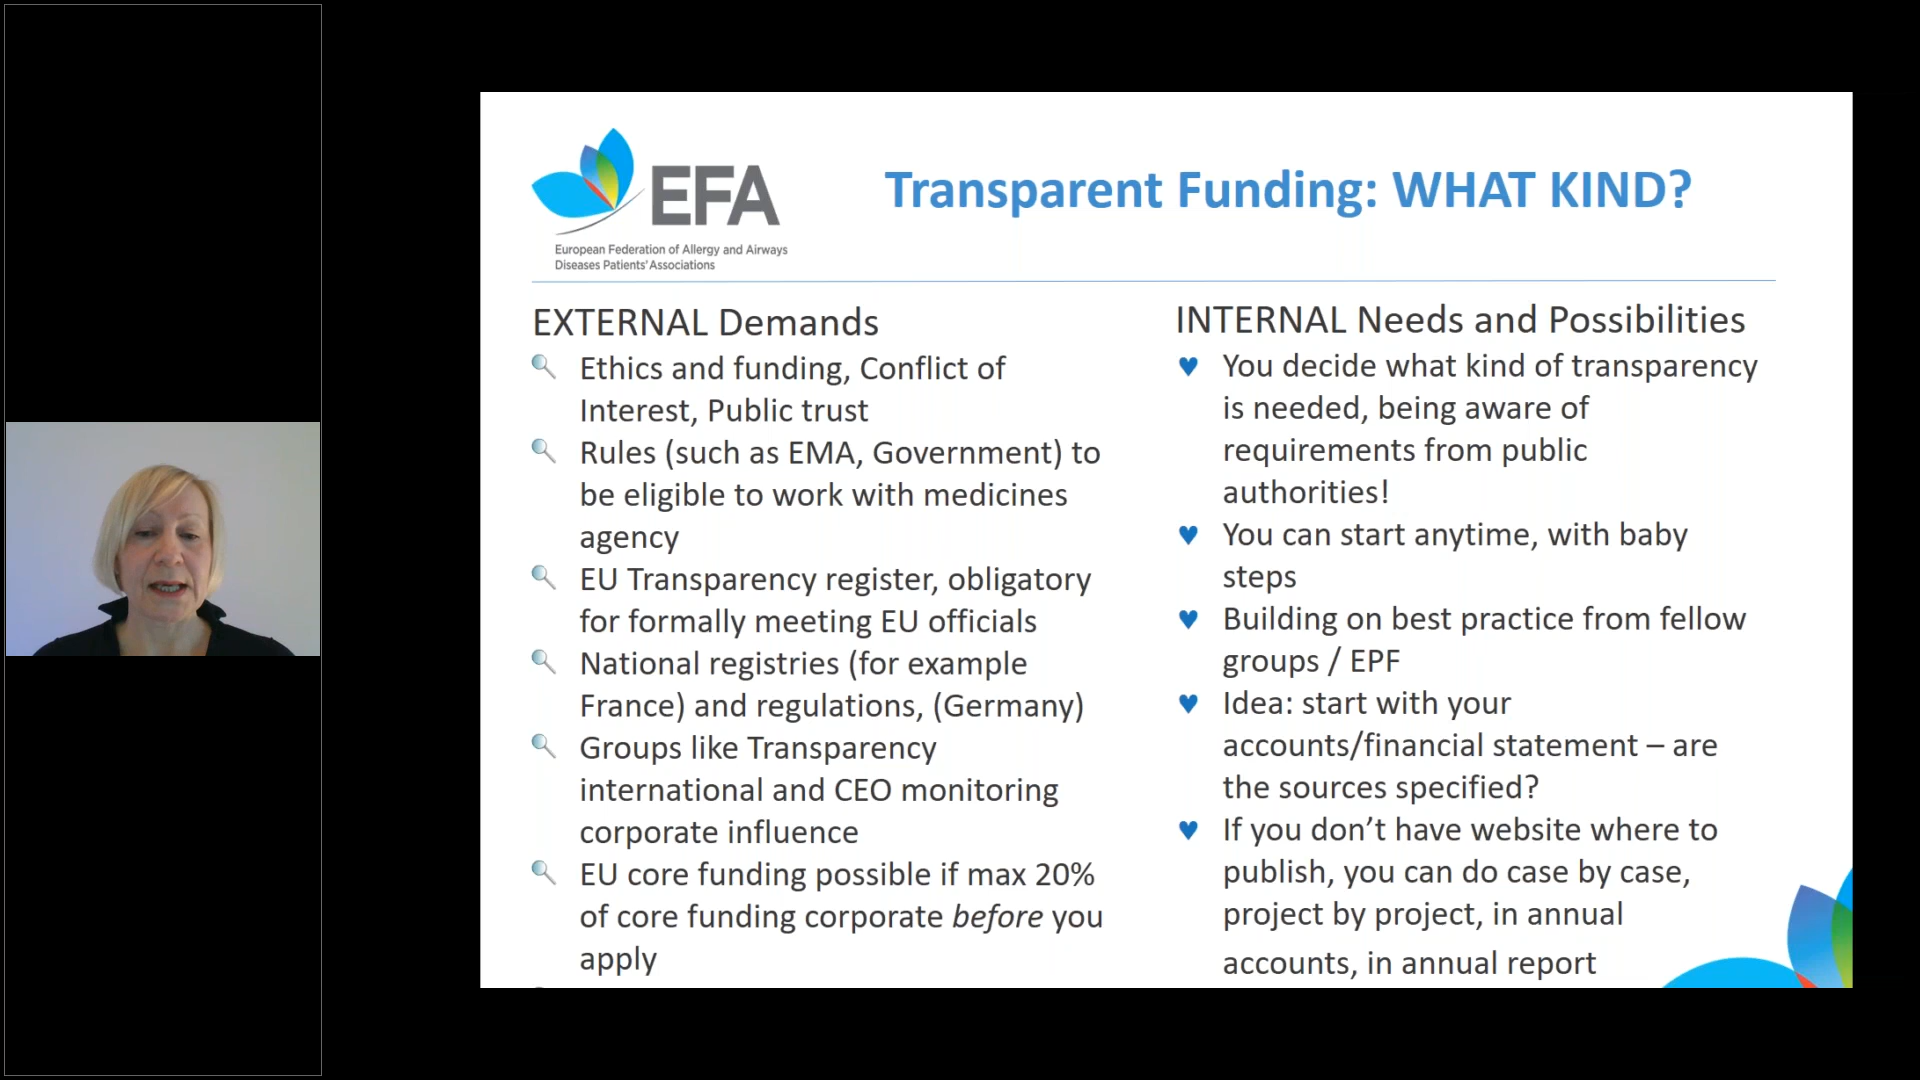 EFA
European Federation of Allergy and Airways
Diseases Patients' Associations
Transparent Funding: WHAT KIND?
EXTERNAL Demands
Ethics and funding, Conflict of
Interest, Public trust
Rules (such as EMA, Government) to
be eligible to work with medicines
agency
EU Transparency register, obligatory
for formally meeting EU officials
National registries (for example
France) and regulations, (Germany)
Groups like Transparency
international and CEO monitoring
corporate influence
EU core funding possible if max 20%
of core funding corporate before you
apply
INTERNAL Needs and Possibilities
You decide what kind of transparency
is needed, being aware of
requirements from public
authorities!
You can start anytime, with baby
steps
Building on best practice from fellow
groups / EPF
Idea: start with your
accounts/financial statement – are
the sources specified?
If you don't have website where to
publish, you can do case by case,
project by project, in annual
accounts, in annual report